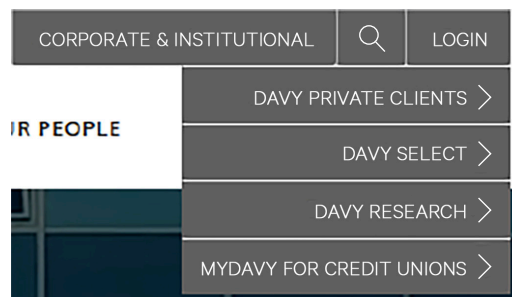 CORPORATE & INSTITUTIONAL LOGIN
DAVY PRIVATE CLIENTS
PEOPLE
DAVY SELECT
DAVY RESEARCH
MYDAVY FOR CREDIT UNIONS